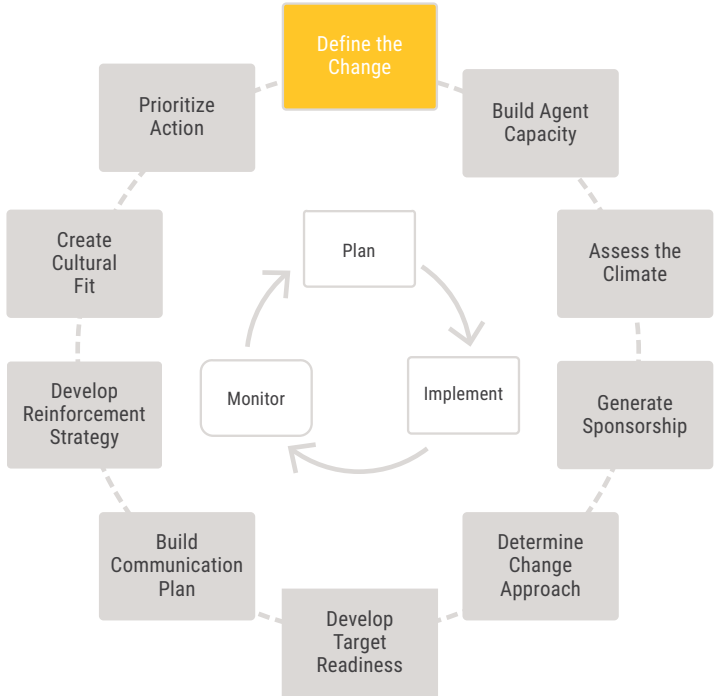 Define the
Change
Build Agent
Capacity
Assess the
Climate
Generate
Sponsorship
Determine
Change
Approach
Develop
Target
Readiness
Build
Communication
Plan
Develop
Reinforcement
Strategy
Create
Cultural
Fit
Prioritize
Action
Plan
Implement
Monitor